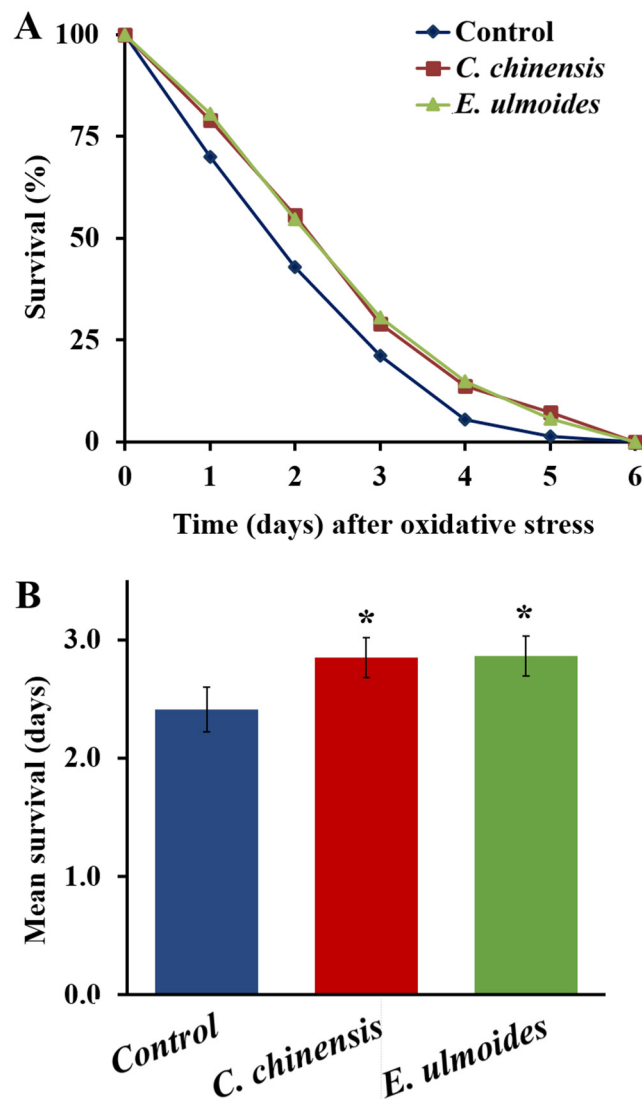 A
Control
C. chinensis
E. ulmoides
Survival (%)
100
75
50
25
0
0 1 2 3 4 5 6
Time (days) after oxidative stress
B
Mean survival (days)
3.0
2.0
1.0
0.0
* *
Control
C. chinensis
E. ulmoides